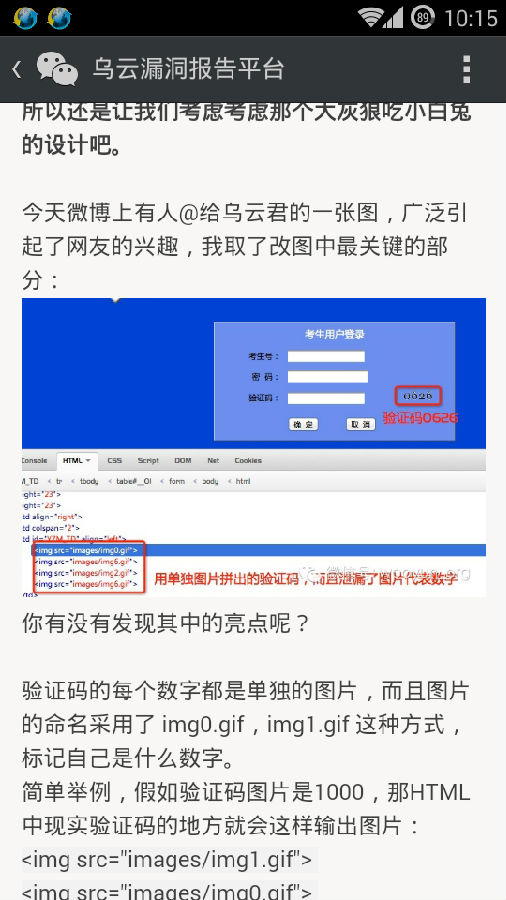 89 10:15
乌云漏洞报告平台
所以还是让我们考虑考虑那个大灰狼吃小白兔
的设计吧。
今天微博上有人@给乌云君的一张图，广泛引
起了网友的兴趣，我取了改图中最关键的部
分：
考生用户登录
考生号：
密 码：
验证码：
0626
验证码0626
确 定
取 消
Console HTML CSS Script DOM Net Cookies
M_TD < tr < tbody < table#__01 < form < body < html
ight="23">
ight="23">
td align="right">
td colspan="2">
td id="YZM_TD" align="left">
<img src="images/img0.gif">
<img src="images/img6.gif">
<img src="images/img2.gif">
<img src="images/img6.gif">
用单独图片拼出的验证码，而且泄漏了图片代表数字
你有没有发现其中的亮点呢？
验证码的每个数字都是单独的图片，而且图片
的命名采用了 img0.gif，img1.gif 这种方式，
标记自己是什么数字。
简单举例，假如验证码图片是1000，那HTML
中现实验证码的地方就会这样输出图片：
<img src="images/img1.gif">
<img src="images/img0.gif">